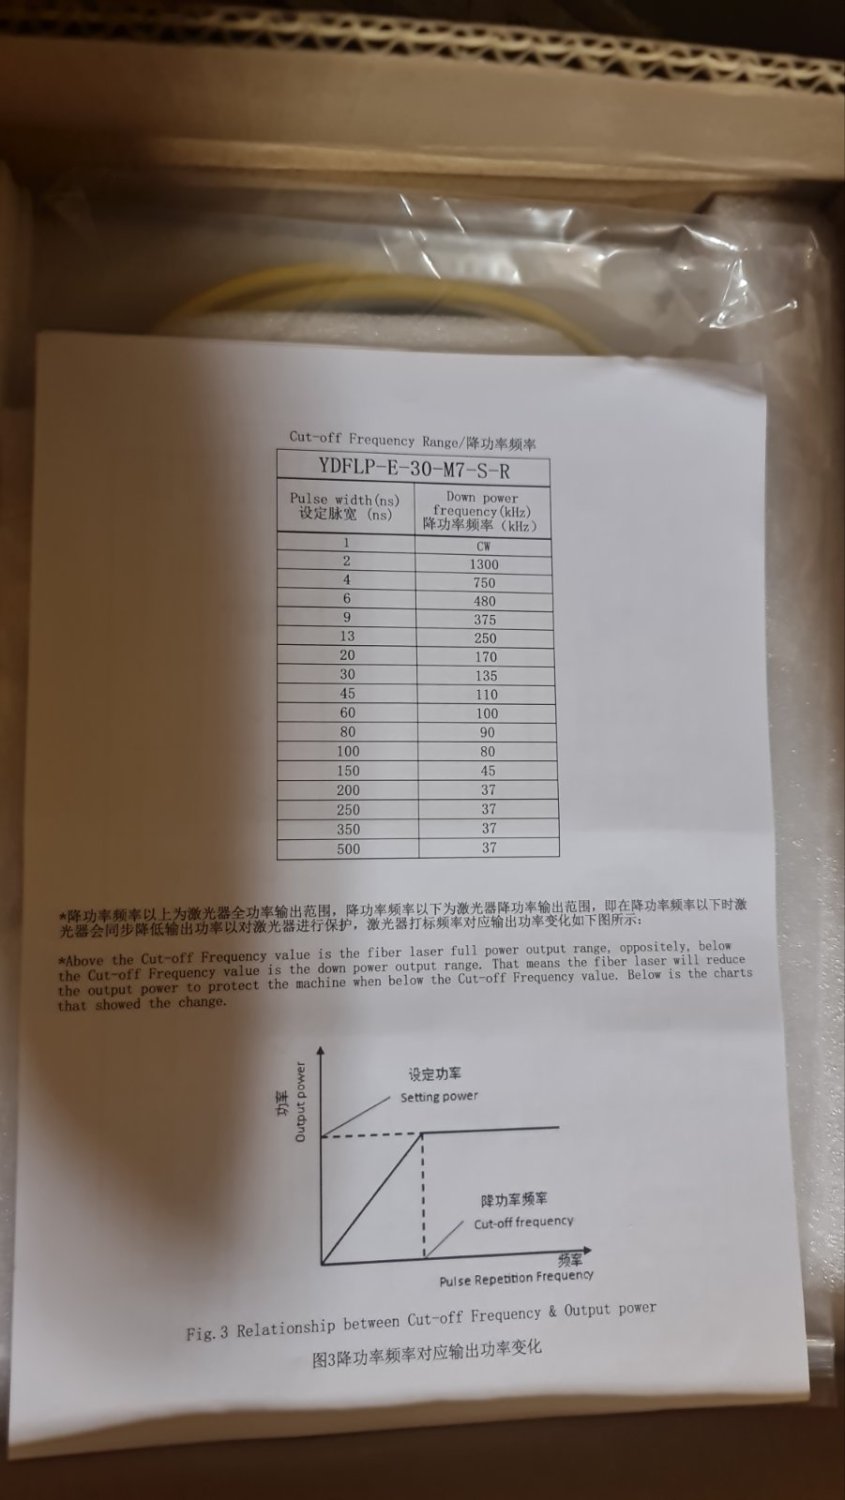 Cut-off Frequency Range/降功率频率
YDFLP-E-30-M7-S-R
Pulse width(ns) Down power
设定脉宽 (ns) frequency(kHz)
降功率频率（kHz）
1 CW
2 1300
4 750
6 480
9 375
13 250
20 170
30 135
45 110
60 100
80 90
100 80
150 45
200 37
250 37
350 37
500 37
*降功率频率以上为激光器全功率输出范围，降功率频率以下为激光器降功率输出范围，即在降功率频率以下时激
光器会同步降低输出功率以对激光器进行保护，激光器打标频率对应输出功率变化如下图所示：
*Above the Cut-off Frequency value is the fiber laser full power output range, oppositely, below
the Cut-off Frequency value is the down power output range. That means the fiber laser will reduce
the output power to protect the machine when below the Cut-off Frequency value. Below is the charts
that showed the change.
功率
Output power
设定功率
Setting power
降功率频率
Cut-off frequency
频率
Pulse Repetition Frequency
Fig.3 Relationship between Cut-off Frequency & Output power
图3降功率频率对应输出功率变化